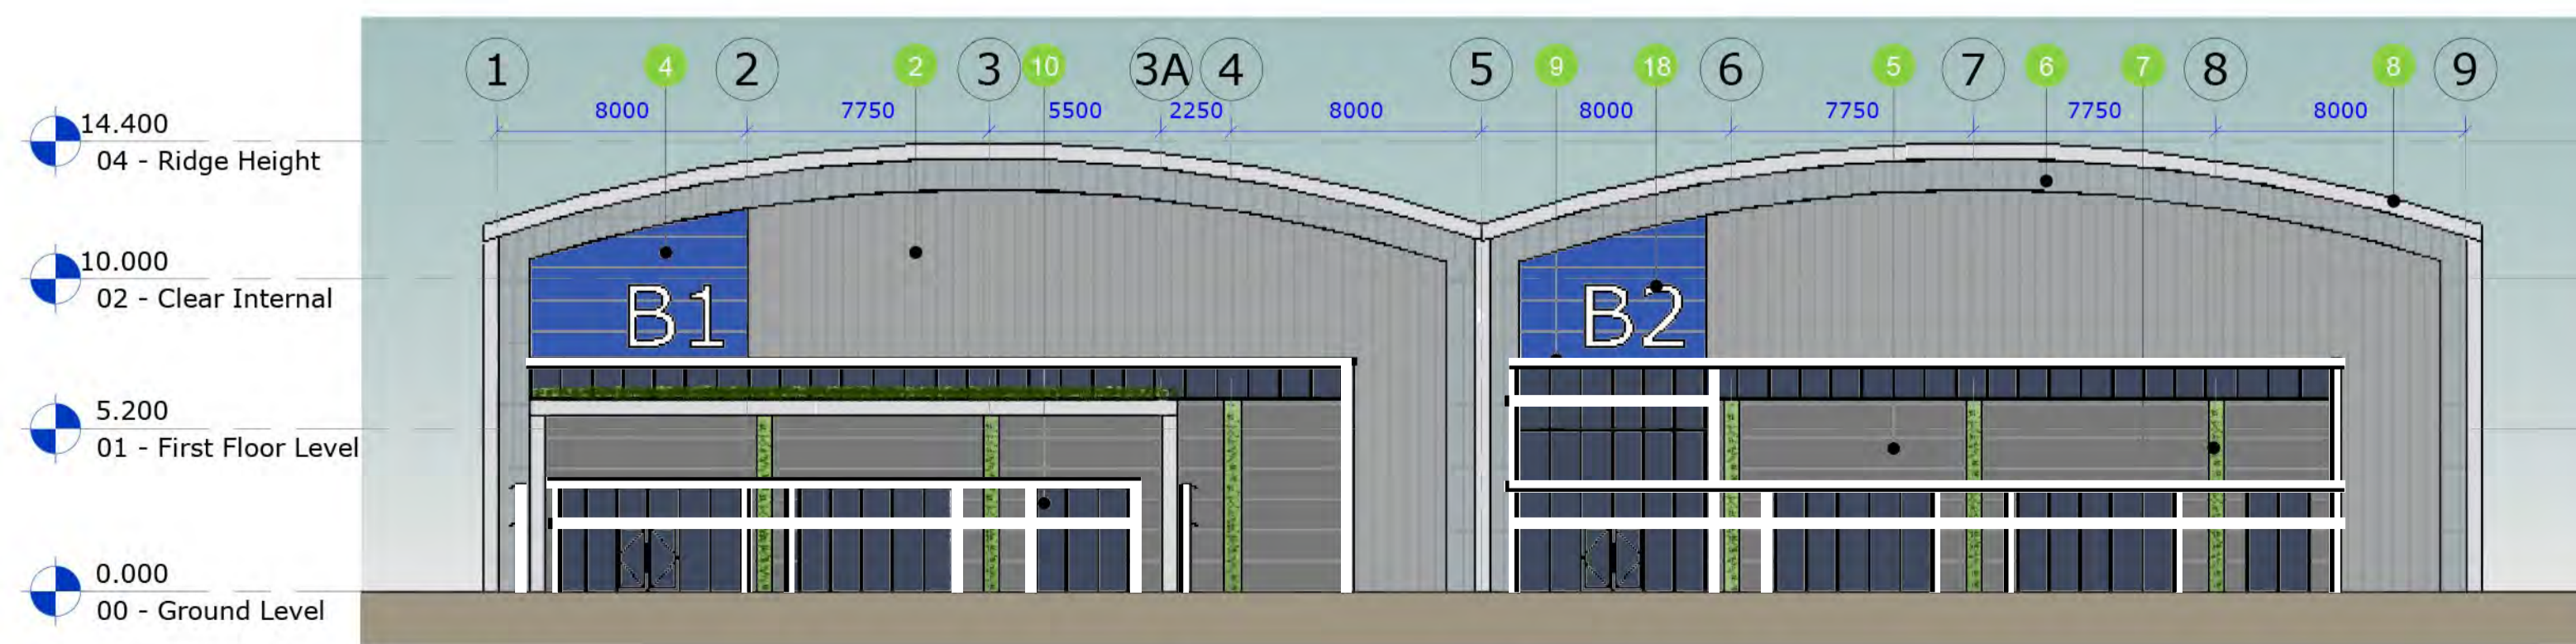 1 4 2 2 3 10 3A 4 5 9 18 6 5 7 6 7 8 8 9
8000 7750 5500 2250 8000 8000 7750 7750 8000
14.400
04 - Ridge Height
10.000
02 - Clear Internal
B1 B2
5.200
01 - First Floor Level
0.000
00 - Ground Level